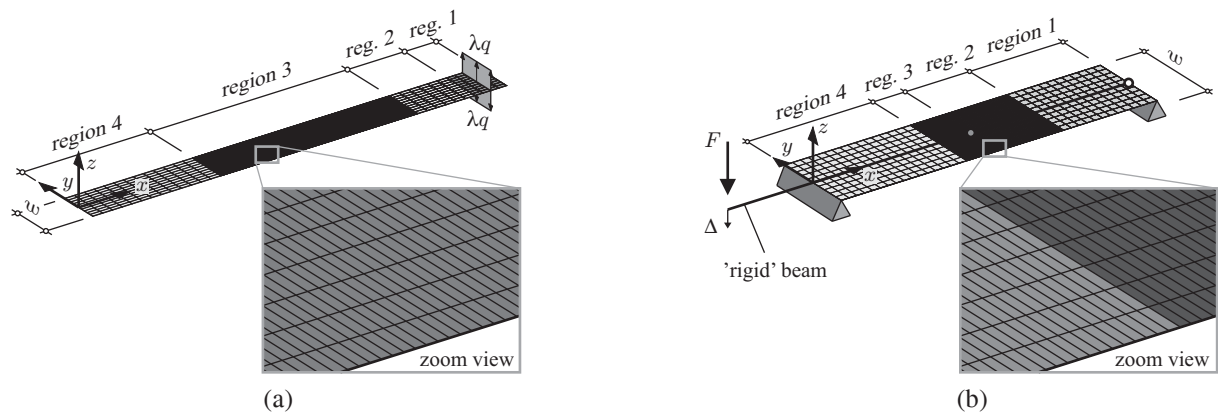 reg. 1
reg. 2
region 3
region 4
λq
λq
z
y
x
w
zoom view
(a)
region 1
reg. 2
reg. 3
region 4
w
F
z
y
x
Δ
'rigid' beam
zoom view
(b)